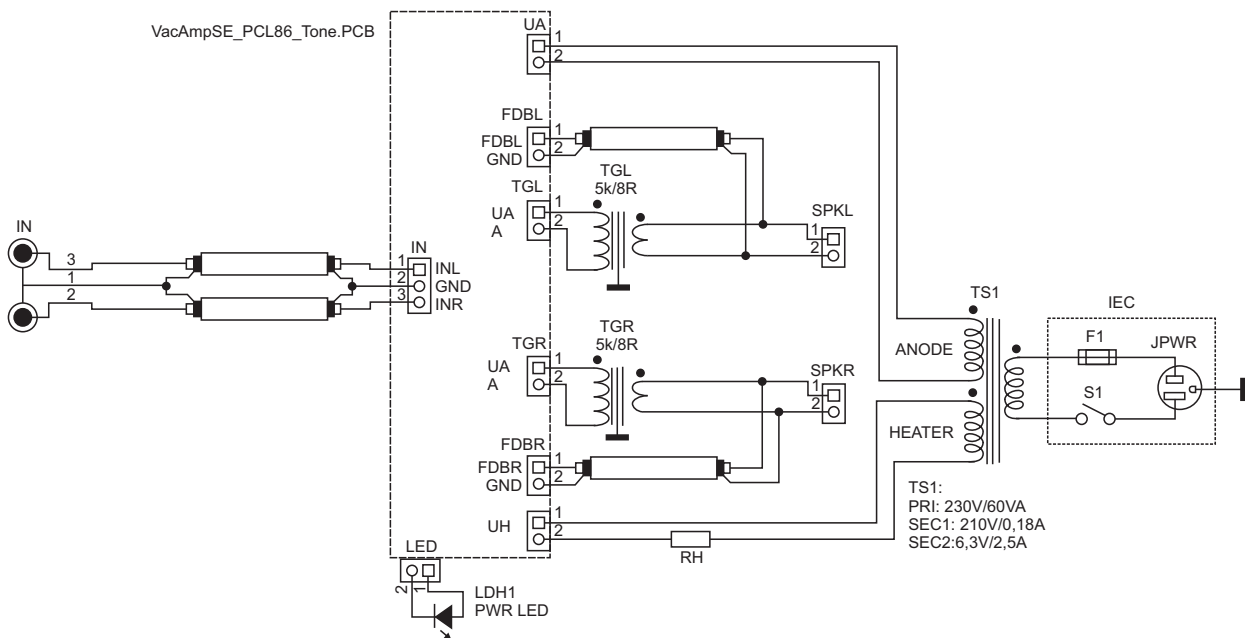 VacAmpSE_PCL86_Tone.PCB
UA
1
2
FDBL
FDBL
GND
1
2
TGL
UA
A
1
2
TGL
5k/8R
SPKL
1
2
IN
3
1
2
IN
1
2
3
INL
GND
INR
TGR
UA
A
1
2
TGR
5k/8R
SPKR
1
2
FDBR
FDBR
GND
1
2
UH
1
2
RH
TS1
ANODE
HEATER
IEC
F1
JPWR
S1
TS1:
PRI: 230V/60VA
SEC1: 210V/0,18A
SEC2:6,3V/2,5A
LED
2
1
LDH1
PWR LED